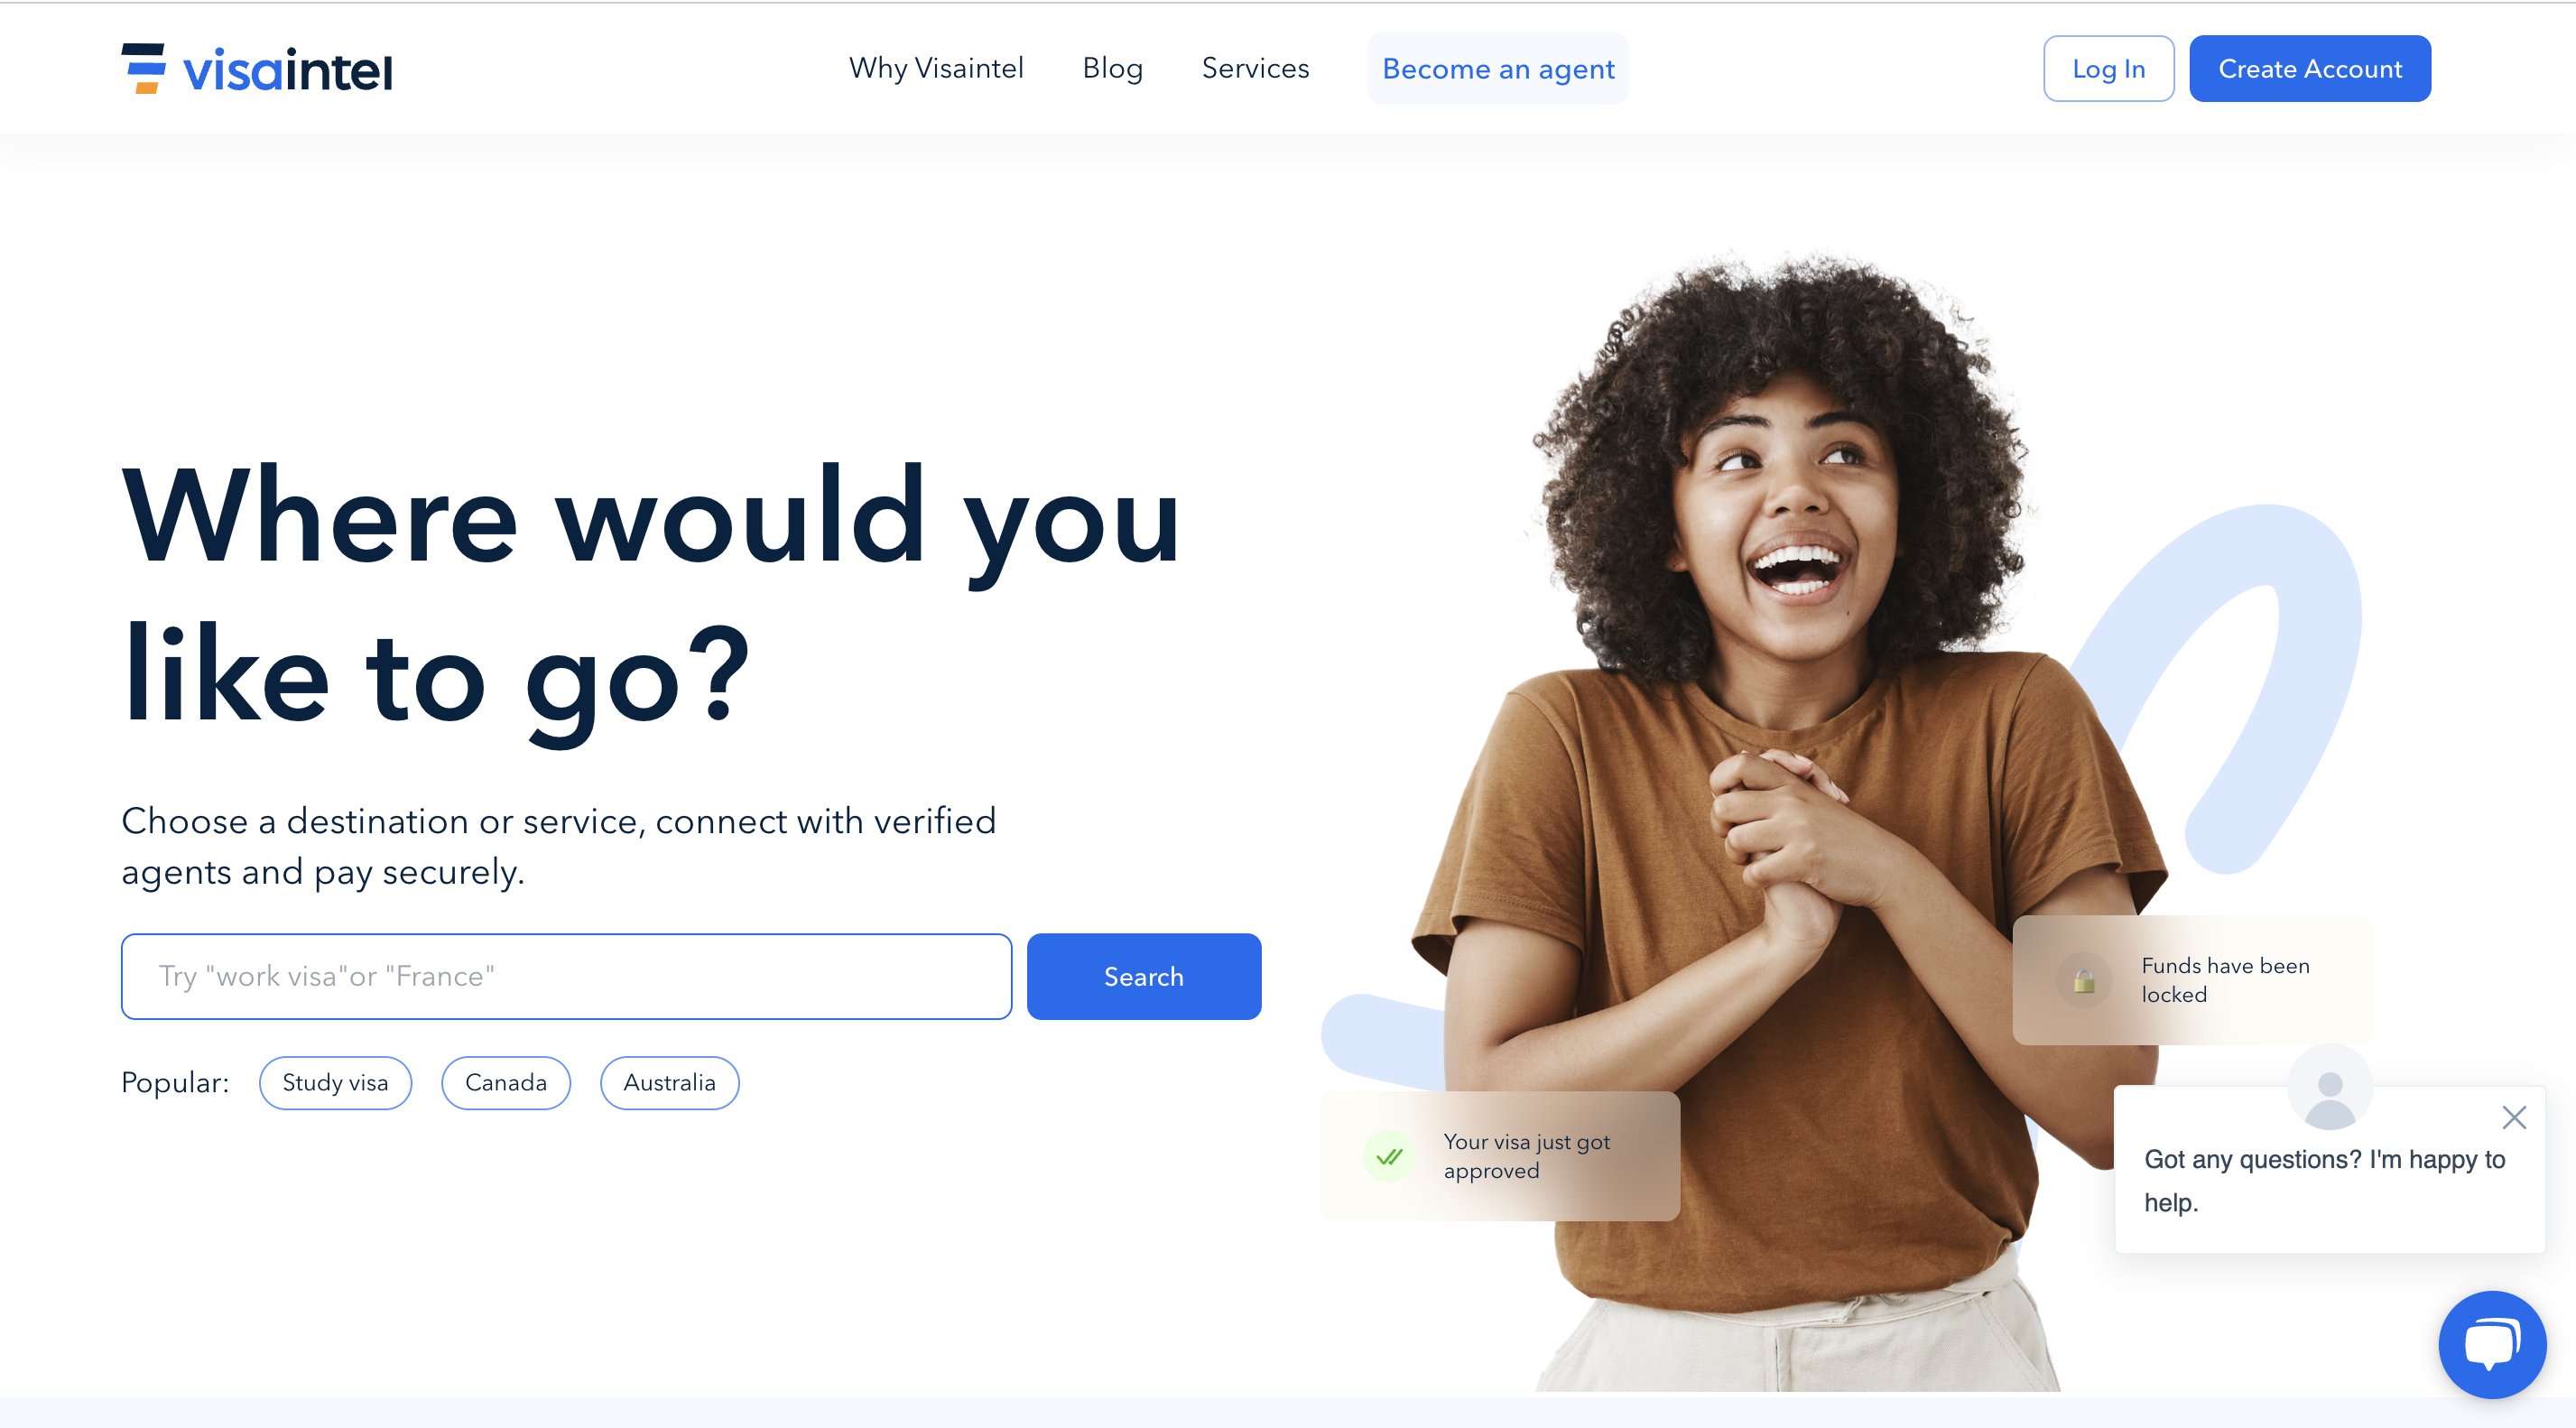 visaintel
Why Visaintel
Blog
Services
Become an agent
Log In
Create Account
Where would you
like to go?
Choose a destination or service, connect with verified
agents and pay securely.
Try "work visa"or "France"
Search
Popular:
Study visa
Canada
Australia
Funds have been
locked
Your visa just got
approved
Got any questions? I'm happy to
help.